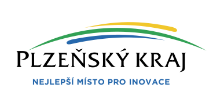 PLZEŇSKÝ KRAJ
NEJLEPŠÍ MÍSTO PRO INOVACE